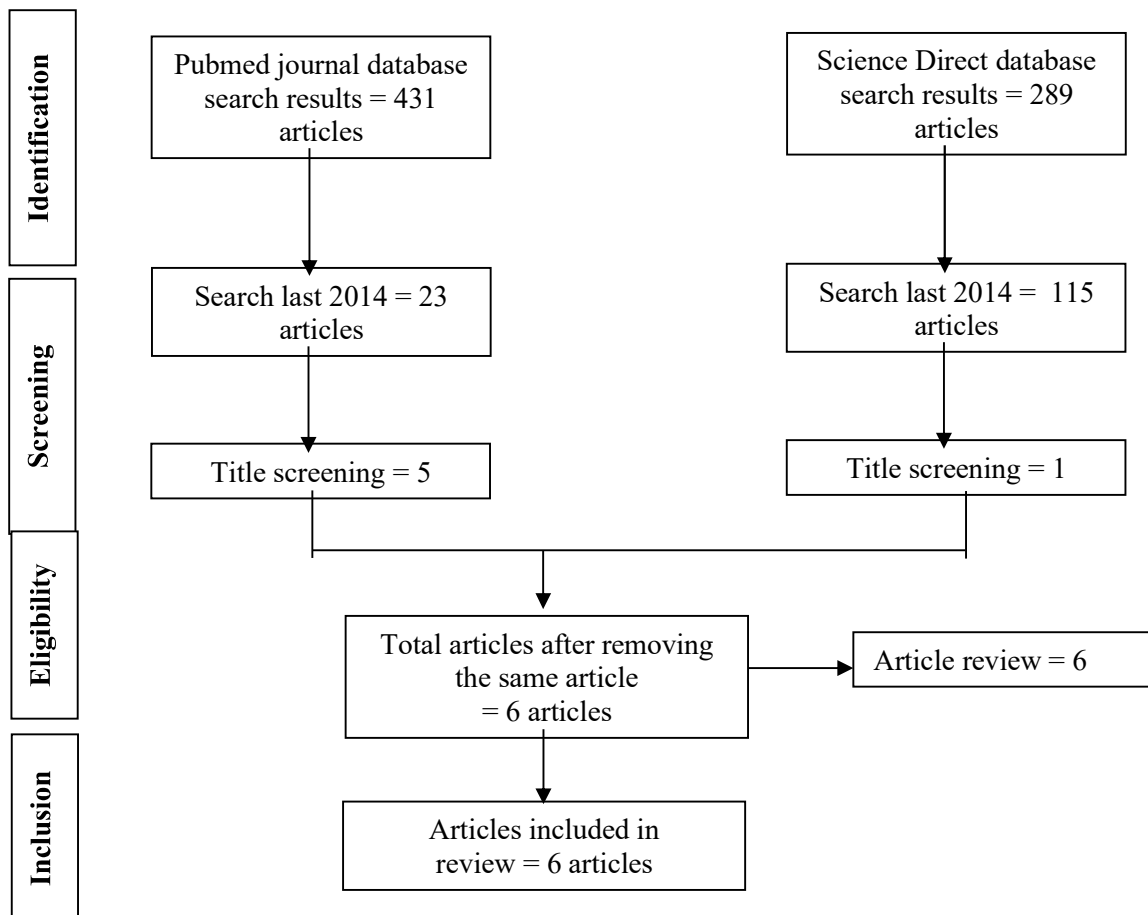 Identification
Pubmed journal database
search results = 431
articles
Science Direct database
search results = 289
articles
Screening
Search last 2014 = 23
articles
Search last 2014 =  115
articles
Title screening = 5
Title screening = 1
Eligibility
Total articles after removing
the same article
= 6 articles
Article review = 6
Inclusion
Articles included in
review = 6 articles